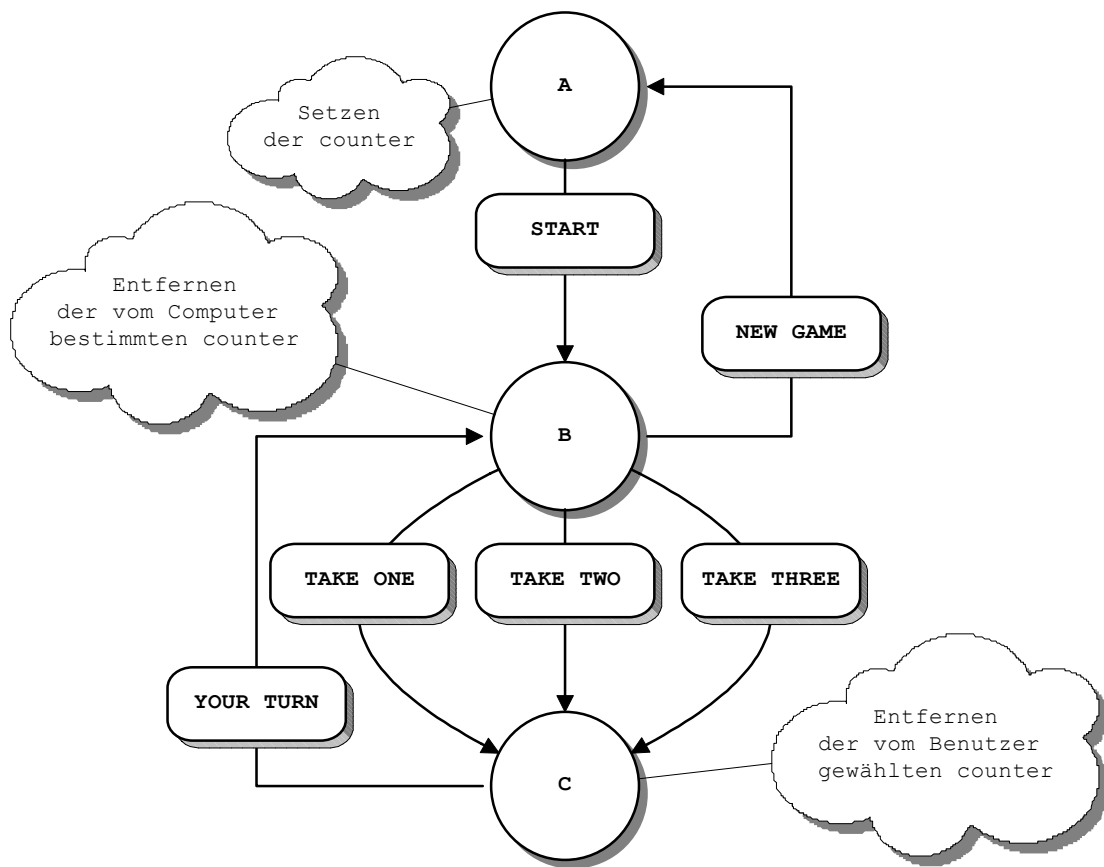 A
Setzen
der counter
START
Entfernen
der vom Computer
bestimmten counter
NEW GAME
B
TAKE ONE
TAKE TWO
TAKE THREE
YOUR TURN
Entfernen
der vom Benutzer
gewählten counter
C